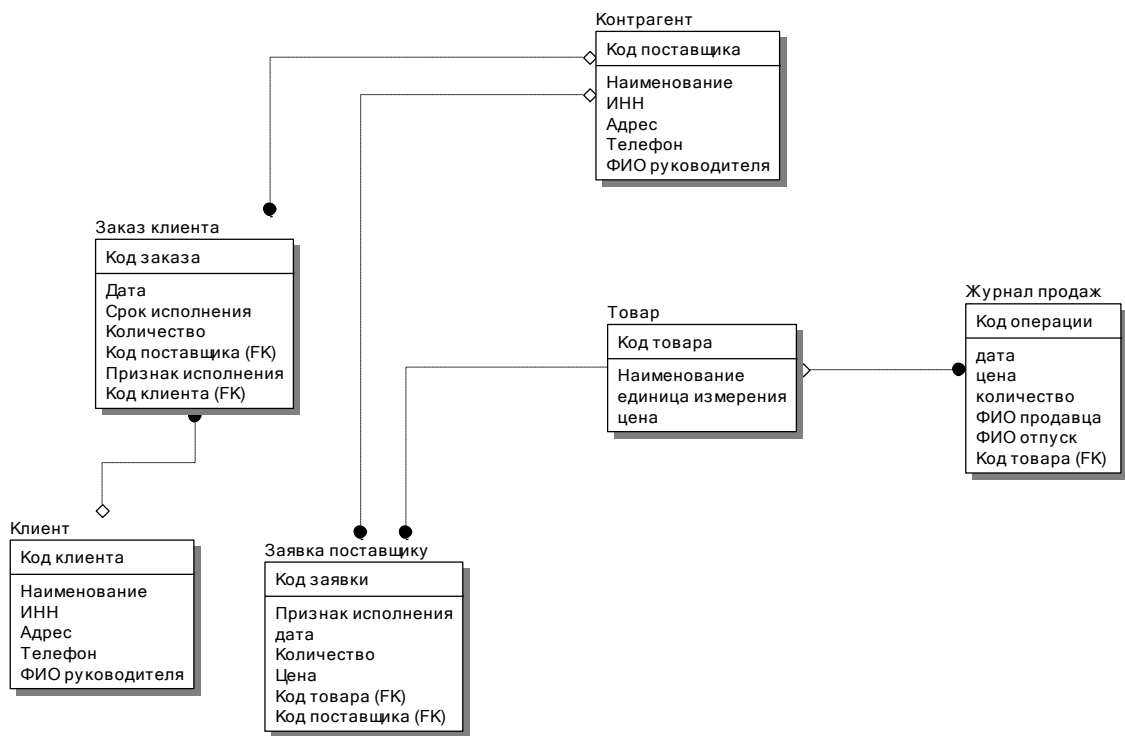 Контрагент
Код поставщика
Наименование
ИНН
Адрес
Телефон
ФИО руководителя
Заказ клиента
Код заказа
Дата
Срок исполнения
Количество
Код поставщика (FK)
Признак исполнения
Код клиента (FK)
Товар
Код товара
Наименование
единица измерения
цена
Журнал продаж
Код операции
дата
цена
количество
ФИО продавца
ФИО отпуск
Код товара (FK)
Клиент
Код клиента
Наименование
ИНН
Адрес
Телефон
ФИО руководителя
Заявка поставщику
Код заявки
Признак исполнения
дата
Количество
Цена
Код товара (FK)
Код поставщика (FK)